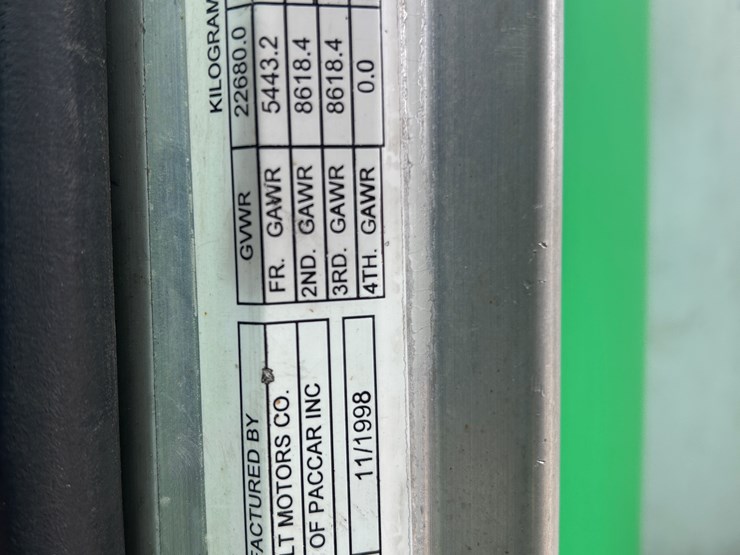 KILOGRAM
GVWR 22680.0
FR. GAWR 5443.2
2ND. GAWR 8618.4
3RD. GAWR 8618.4
4TH. GAWR 0.0
FACTURED BY
LT MOTORS CO.
OF PACCAR INC
11/1998